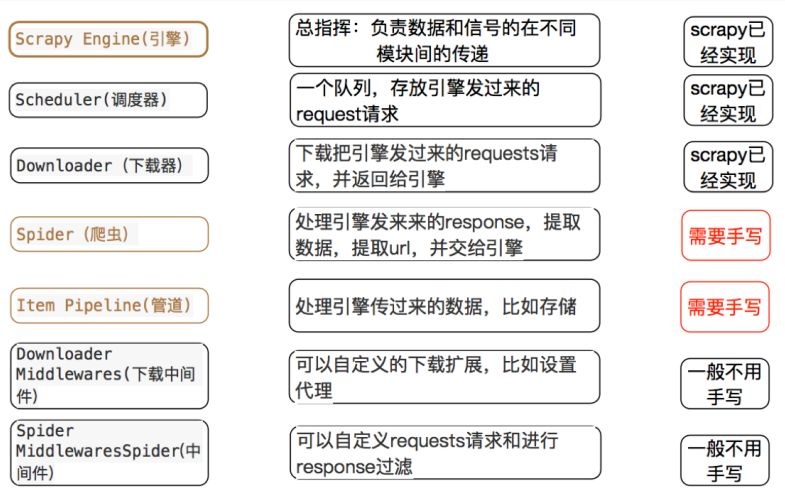 Scrapy Engine(引擎)
总指挥：负责数据和信号的在不同
模块间的传递
scrapy已
经实现
Scheduler(调度器)
一个队列，存放引擎发过来的
request请求
scrapy已
经实现
Downloader（下载器）
下载把引擎发过来的requests请
求，并返回给引擎
scrapy已
经实现
Spider（爬虫）
处理引擎发来来的response，提取
数据，提取url，并交给引擎
需要手写
Item Pipeline(管道)
处理引擎传过来的数据，比如存储
需要手写
Downloader
Middlewares(下载中间
件)
可以自定义的下载扩展，比如设置
代理
一般不用
手写
Spider
MiddlewaresSpider(中
间件)
可以自定义requests请求和进行
response过滤
一般不用
手写